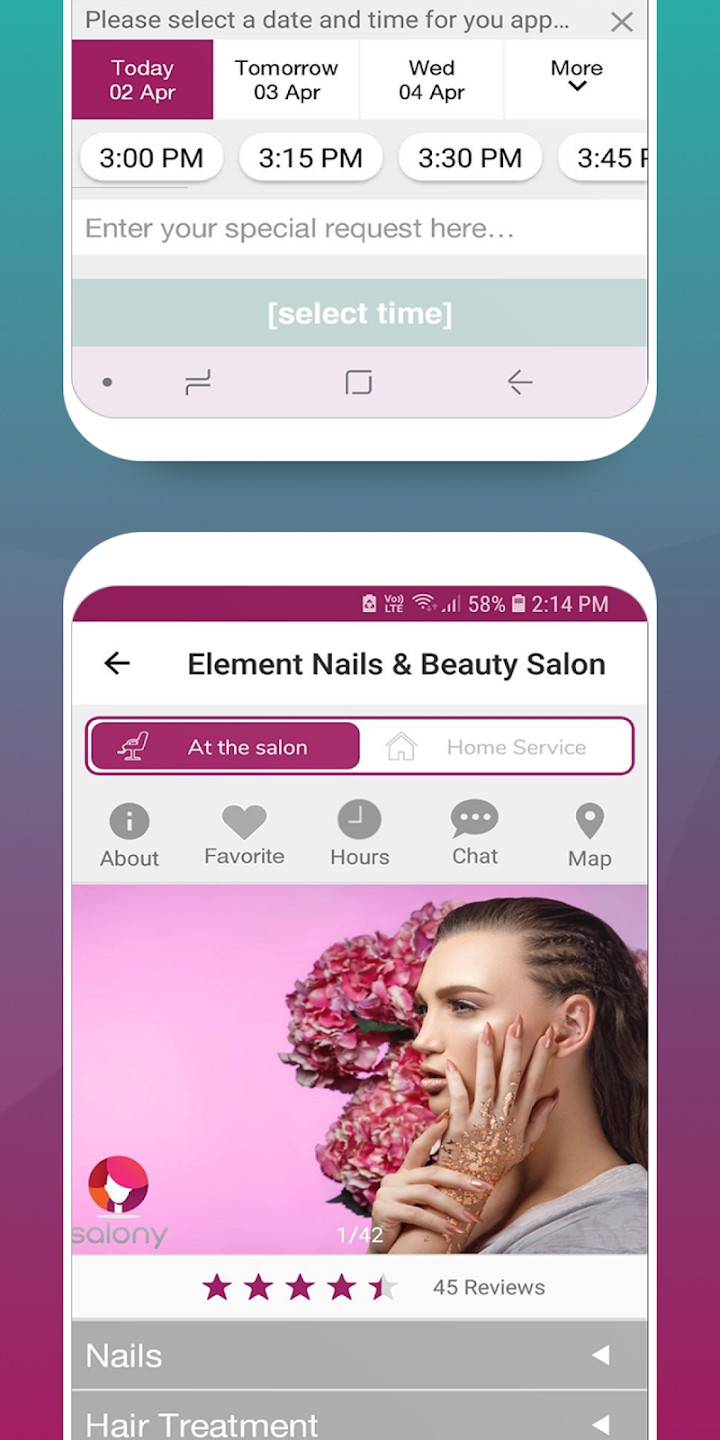 Please select a date and time for you app...
Today
02 Apr
Tomorrow
03 Apr
Wed
04 Apr
More
3:00 PM
3:15 PM
3:30 PM
3:45
Enter your special request here...
[select time]
Vo))
LTE
58%
2:14 PM
Element Nails & Beauty Salon
At the salon
Home Service
About
Favorite
Hours
Chat
Map
salony
1/42
45 Reviews
Nails
Hair Treatment